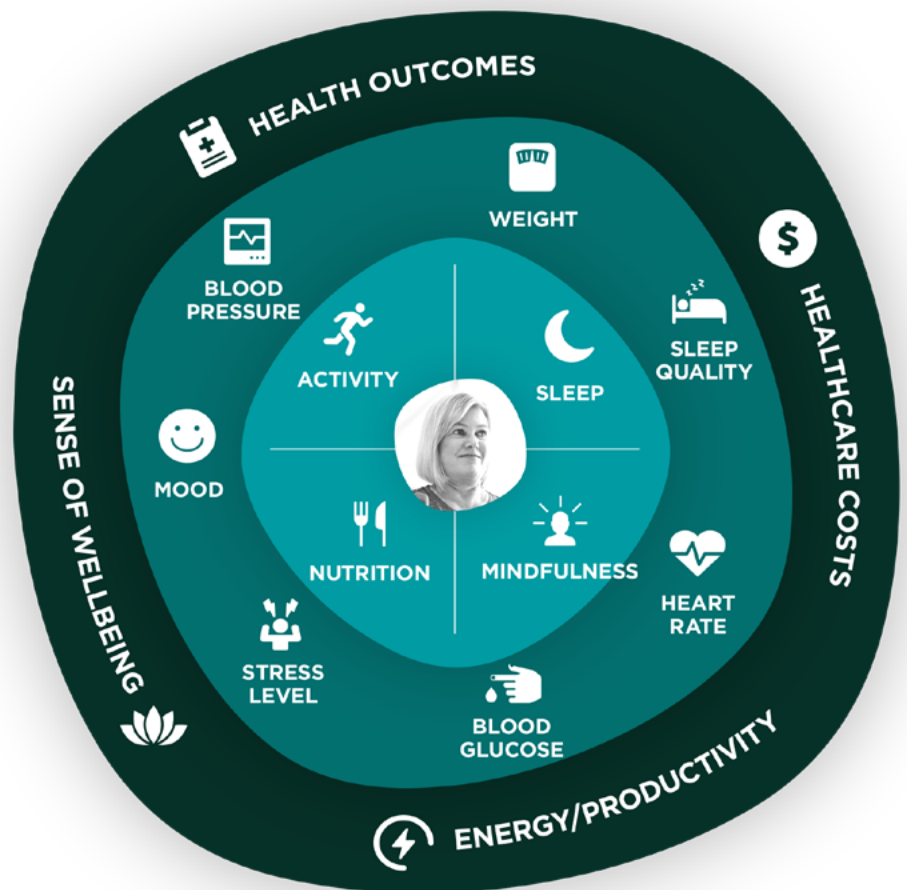 HEALTH OUTCOMES
WEIGHT
$
BLOOD
PRESSURE
HEALTHCARE COSTS
SLEEP
QUALITY
ACTIVITY
SLEEP
SENSE OF WELLBEING
MOOD
NUTRITION
MINDFULNESS
HEART
RATE
STRESS
LEVEL
BLOOD
GLUCOSE
ENERGY/PRODUCTIVITY